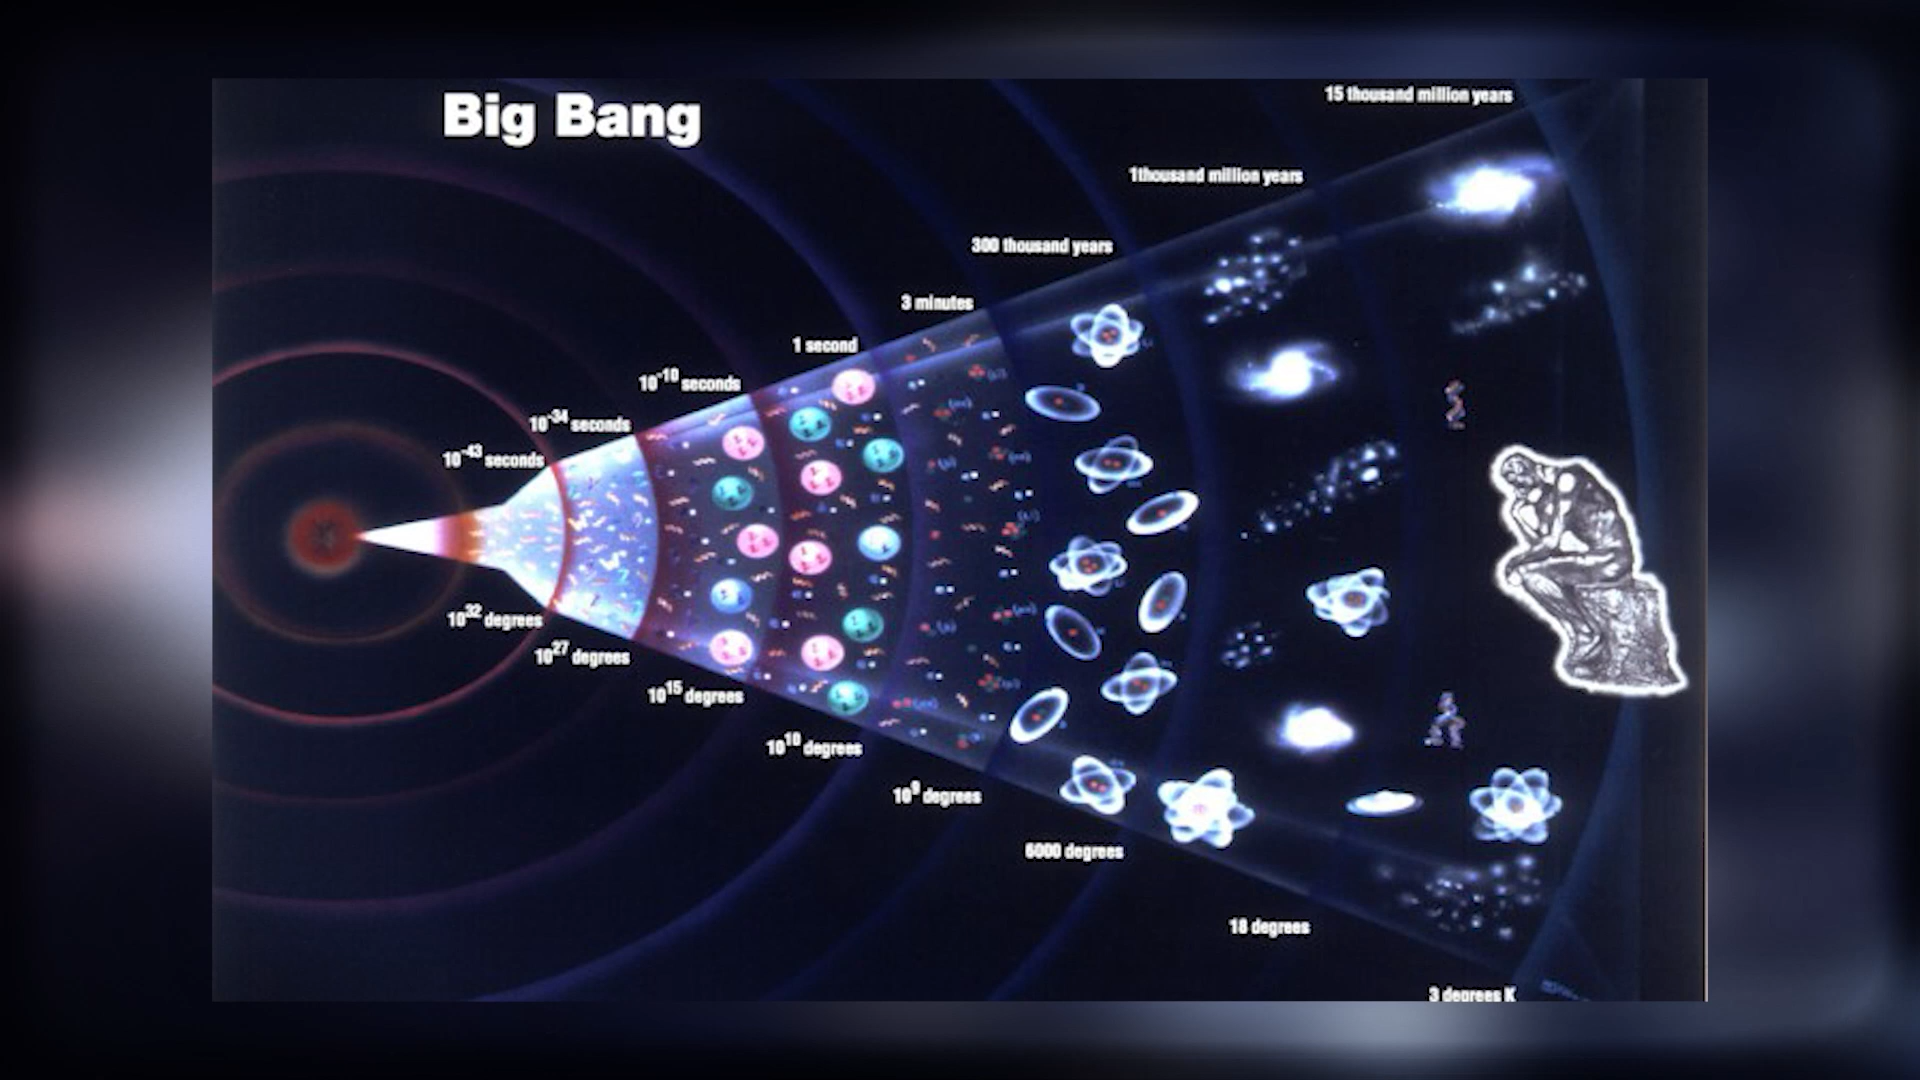 Big Bang
15 thousand million years
1thousand million years
300 thousand years
3 minutes
1 second
10-10 seconds
10-34 seconds
10-43 seconds
1032 degrees
1027 degrees
1015 degrees
1010 degrees
109 degrees
6000 degrees
18 degrees
3 degrees K